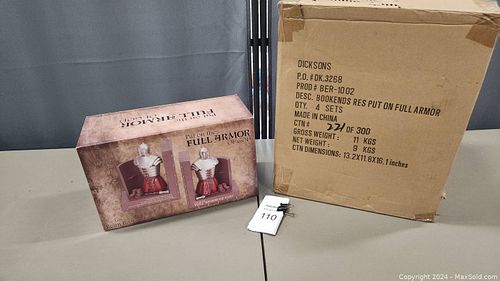 DICKSONS
P.O. #DK.3268
PROD # BER-1002
DESC. BOOKENDS RES PUT ON FULL ARMOR
QTY. 4 SETS
MADE IN CHINA
CTN # 221 OF 300
GROSS WEIGHT: 11 KGS
NET WEIGHT: 9 KGS
CTN DIMENSIONS: 13.2X11.6X16.1 inches
FULL ARMOR
Put on the
FULL ARMOR
110
Copyright 2024 - MaxSold.com